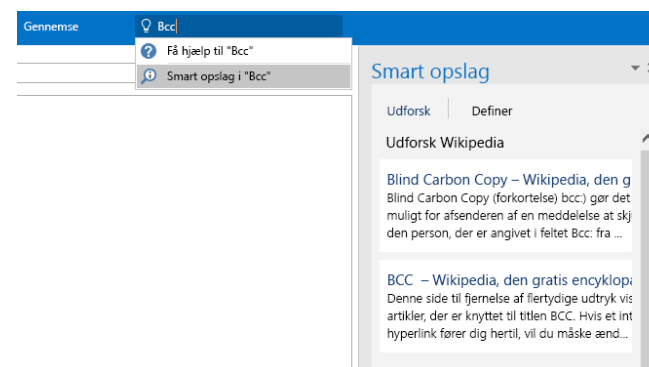 Gennemse
Bcc
Få hjælp til "Bcc"
Smart opslag i "Bcc"
Smart opslag
Udforsk
Definer
Udforsk Wikipedia
Blind Carbon Copy – Wikipedia, den g
Blind Carbon Copy (forkortelse) bcc:) gør det
muligt for afsenderen af en meddelelse at skj
den person, der er angivet i feltet Bcc: fra ...
BCC – Wikipedia, den gratis encyklopa
Denne side til fjernelse af flertydige udtryk vis
artikler, der er knyttet til titlen BCC. Hvis et int
hyperlink fører dig hertil, vil du måske ænd...